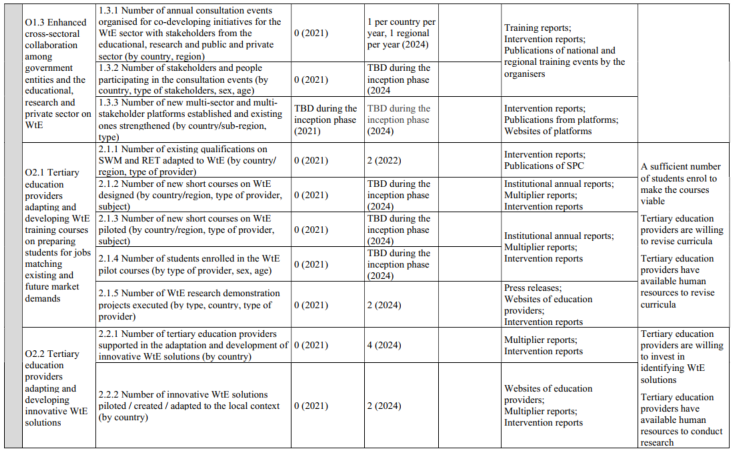 O1.3 Enhanced
cross-sectoral
collaboration
among
government
entities and the
educational,
research and
private sector on
WtE
1.3.1 Number of annual consultation events
organised for co-developing initiatives for the
WtE sector with stakeholders from the
educational, research and public and private
sector (by country, region)
0 (2021)
1 per country per
year, 1 regional
per year (2024)
Training reports;
Intervention reports;
Publications of national and
regional training events by the
organisers
1.3.2 Number of stakeholders and people
participating in the consultation events (by
country, type of stakeholders, sex, age)
0 (2021)
TBD during the
inception phase
(2024
1.3.3 Number of new multi-sector and multi-
stakeholder platforms established and existing
ones strengthened (by country/sub-region,
type)
TBD during the
inception phase
(2021)
TBD during the
inception phase
(2024)
Intervention reports;
Publications from platforms;
Websites of platforms
O2.1 Tertiary
education
providers
adapting and
developing WtE
training courses
on preparing
students for jobs
matching
existing and
future market
demands
2.1.1 Number of existing qualifications on
SWM and RET adapted to WtE (by country/
region, type of provider)
0 (2021)
2 (2022)
Intervention reports;
Publications of SPC
A sufficient number
of students enrol to
make the courses
viable
Tertiary education
providers are willing
to revise curricula
Tertiary education
providers have
available human
resources to revise
curricula
2.1.2 Number of new short courses on WtE
designed (by country/region, type of provider,
subject)
0 (2021)
TBD during the
inception phase
(2024)
Institutional annual reports;
Multiplier reports;
Intervention reports
2.1.3 Number of new short courses on WtE
piloted (by country/region, type of provider,
subject)
0 (2021)
TBD during the
inception phase
(2024)
Institutional annual reports;
Multiplier reports;
Intervention reports
2.1.4 Number of students enrolled in the WtE
pilot courses (by type of provider, sex, age)
0 (2021)
TBD during the
inception phase
(2024)
2.1.5 Number of WtE research demonstration
projects executed (by type, country, type of
provider)
0 (2021)
2 (2024)
Press releases;
Websites of education
providers;
Intervention reports
O2.2 Tertiary
education
providers
adapting and
developing
innovative WtE
solutions
2.2.1 Number of tertiary education providers
supported in the adaptation and development of
innovative WtE solutions (by country)
0 (2021)
4 (2024)
Multiplier reports;
Intervention reports
Tertiary education
providers are willing
to invest in
identifying WtE
solutions
Tertiary education
providers have
available human
resources to conduct
research
2.2.2 Number of innovative WtE solutions
piloted / created / adapted to the local context
(by country)
0 (2021)
2 (2024)
Websites of education
providers;
Multiplier reports;
Intervention reports